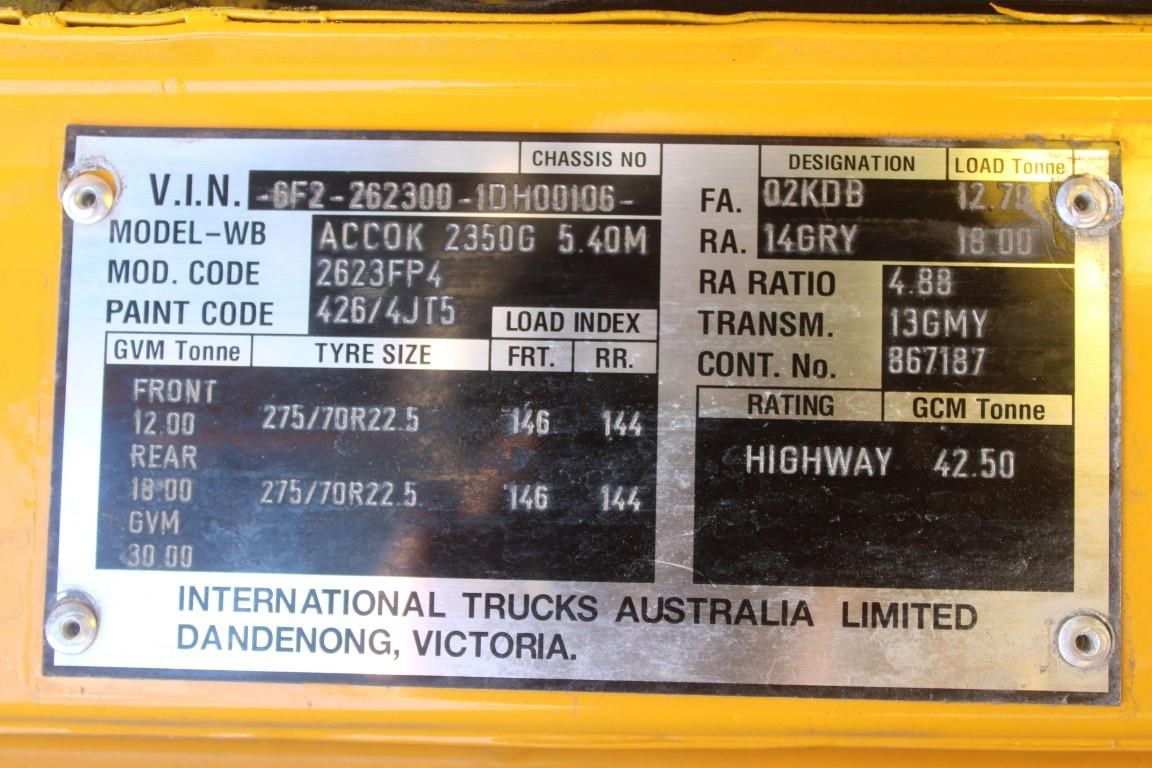 CHASSIS NO
V.I.N. -6F2-262300-1DH00106-
MODEL-WB ACCOK 2350G 5.40M
MOD. CODE 2623FP4
PAINT CODE 426/4JT5
LOAD INDEX
GVM Tonne TYRE SIZE FRT. RR.
FRONT
12.00 275/70R22.5 146 144
REAR
18.00 275/70R22.5 146 144
GVM
30.00
DESIGNATION LOAD Tonne
FA. 02KDB 12.70
RA. 14GRY 18.00
RA RATIO 4.88
TRANSM. 13GMY
CONT. No. 867187
RATING GCM Tonne
HIGHWAY 42.50
INTERNATIONAL TRUCKS AUSTRALIA LIMITED
DANDENONG, VICTORIA.